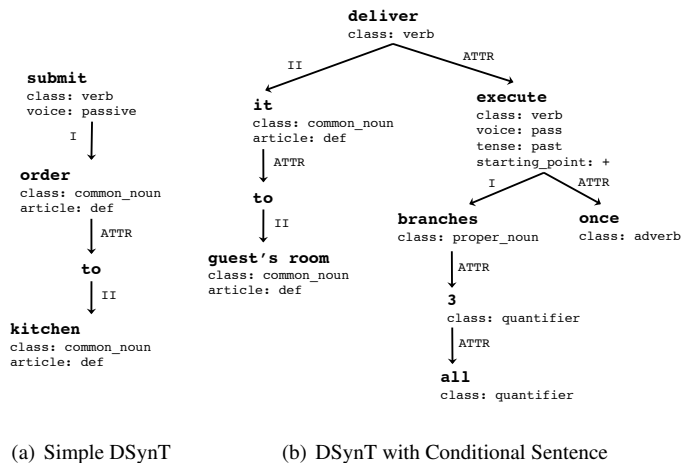 deliver
class: verb
II
ATTR
submit
class: verb
voice: passive
I
order
class: common_noun
article: def
ATTR
to
II
kitchen
class: common_noun
article: def
it
class: common_noun
article: def
ATTR
to
II
guest's room
class: common_noun
article: def
execute
class: verb
voice: pass
tense: past
starting_point: +
I
ATTR
branches
class: proper_noun
once
class: adverb
ATTR
3
class: quantifier
ATTR
all
class: quantifier
(a) Simple DSynT
(b) DSynT with Conditional Sentence